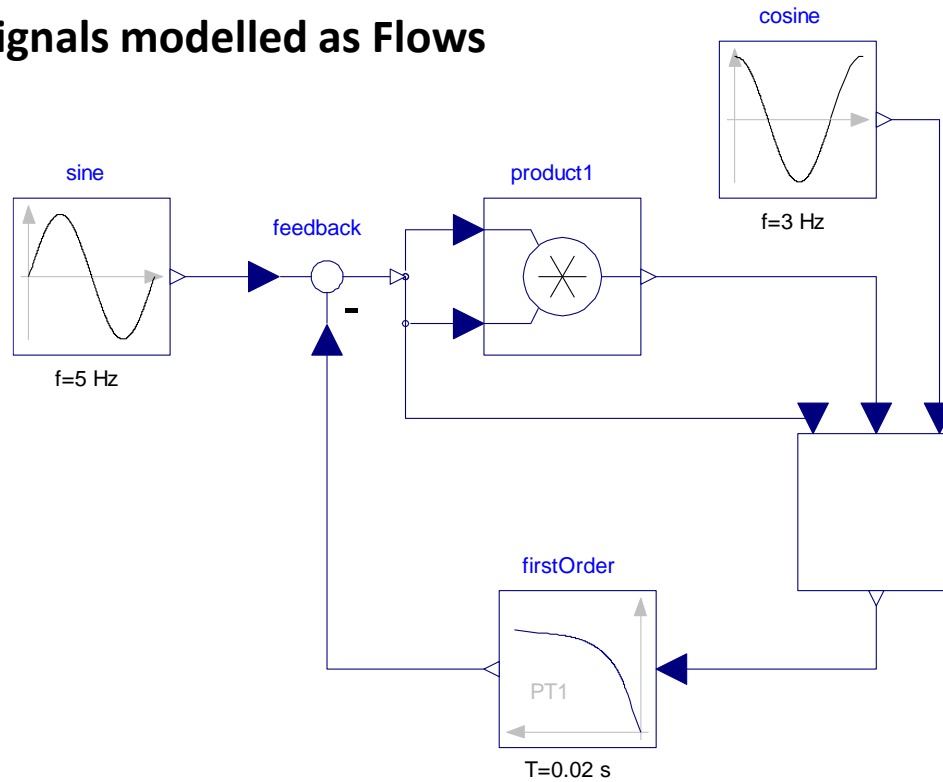 ignals modelled as Flows
cosine
f=3 Hz
sine
f=5 Hz
feedback
-
product1
firstOrder
PT1
T=0.02 s